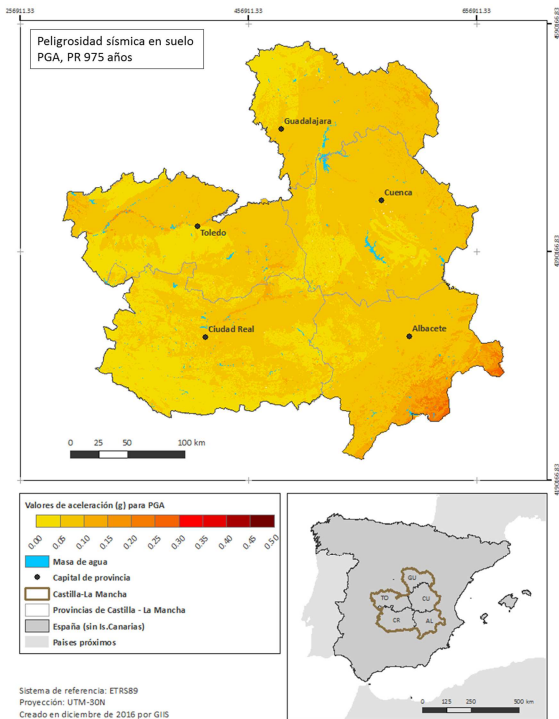 256911.33
456911.33
656911.33
Peligrosidad sísmica en suelo
PGA, PR 975 años
Guadalajara
Cuenca
Toledo
Ciudad Real
Albacete
0 25 50 100 km
Valores de aceleración (g) para PGA
0.00 0.05 0.10 0.15 0.20 0.25 0.30 0.35 0.40 0.45 0.50
Masa de agua
Capital de provincia
Castilla-La Mancha
Provincias de Castilla - La Mancha
España (sin Is.Canarias)
Países próximos
GU
TO
CU
CR
AL
0 125 250 500 km
Sistema de referencia: ETRS89
Proyección: UTM-30N
Creado en diciembre de 2016 por GIIS